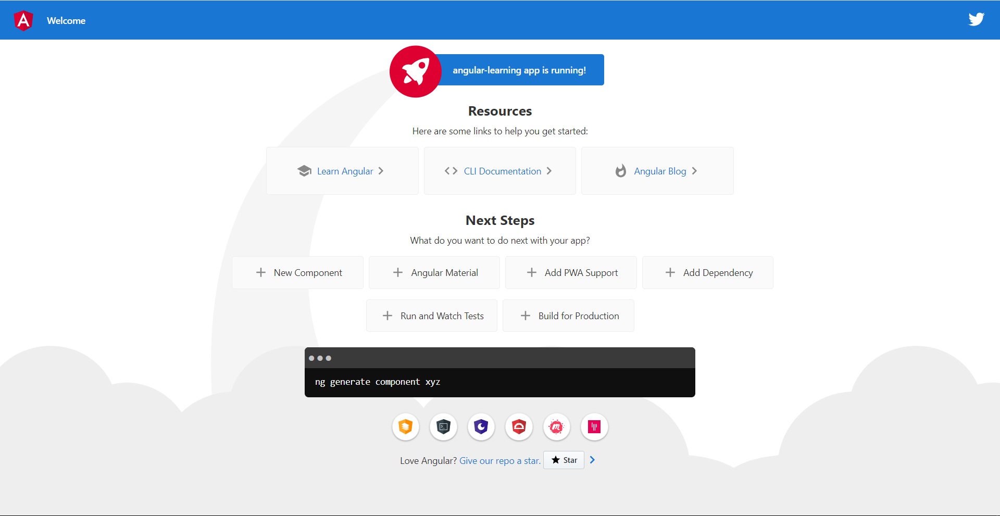 Welcome
angular-learning app is running!
Resources
Here are some links to help you get started:
Learn Angular
CLI Documentation
Angular Blog
Next Steps
What do you want to do next with your app?
New Component
Angular Material
Add PWA Support
Add Dependency
Run and Watch Tests
Build for Production
ng generate component xyz
Love Angular? Give our repo a star. Star